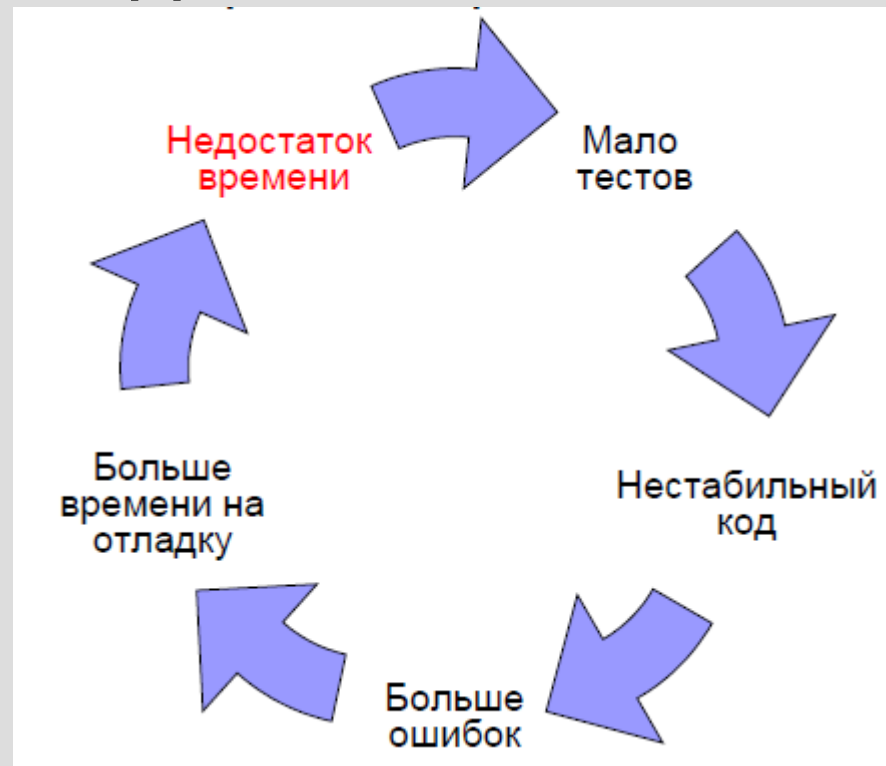 Недостаток
времени
Мало
тестов
Нестабильный
код
Больше
ошибок
Больше
времени на
отладку